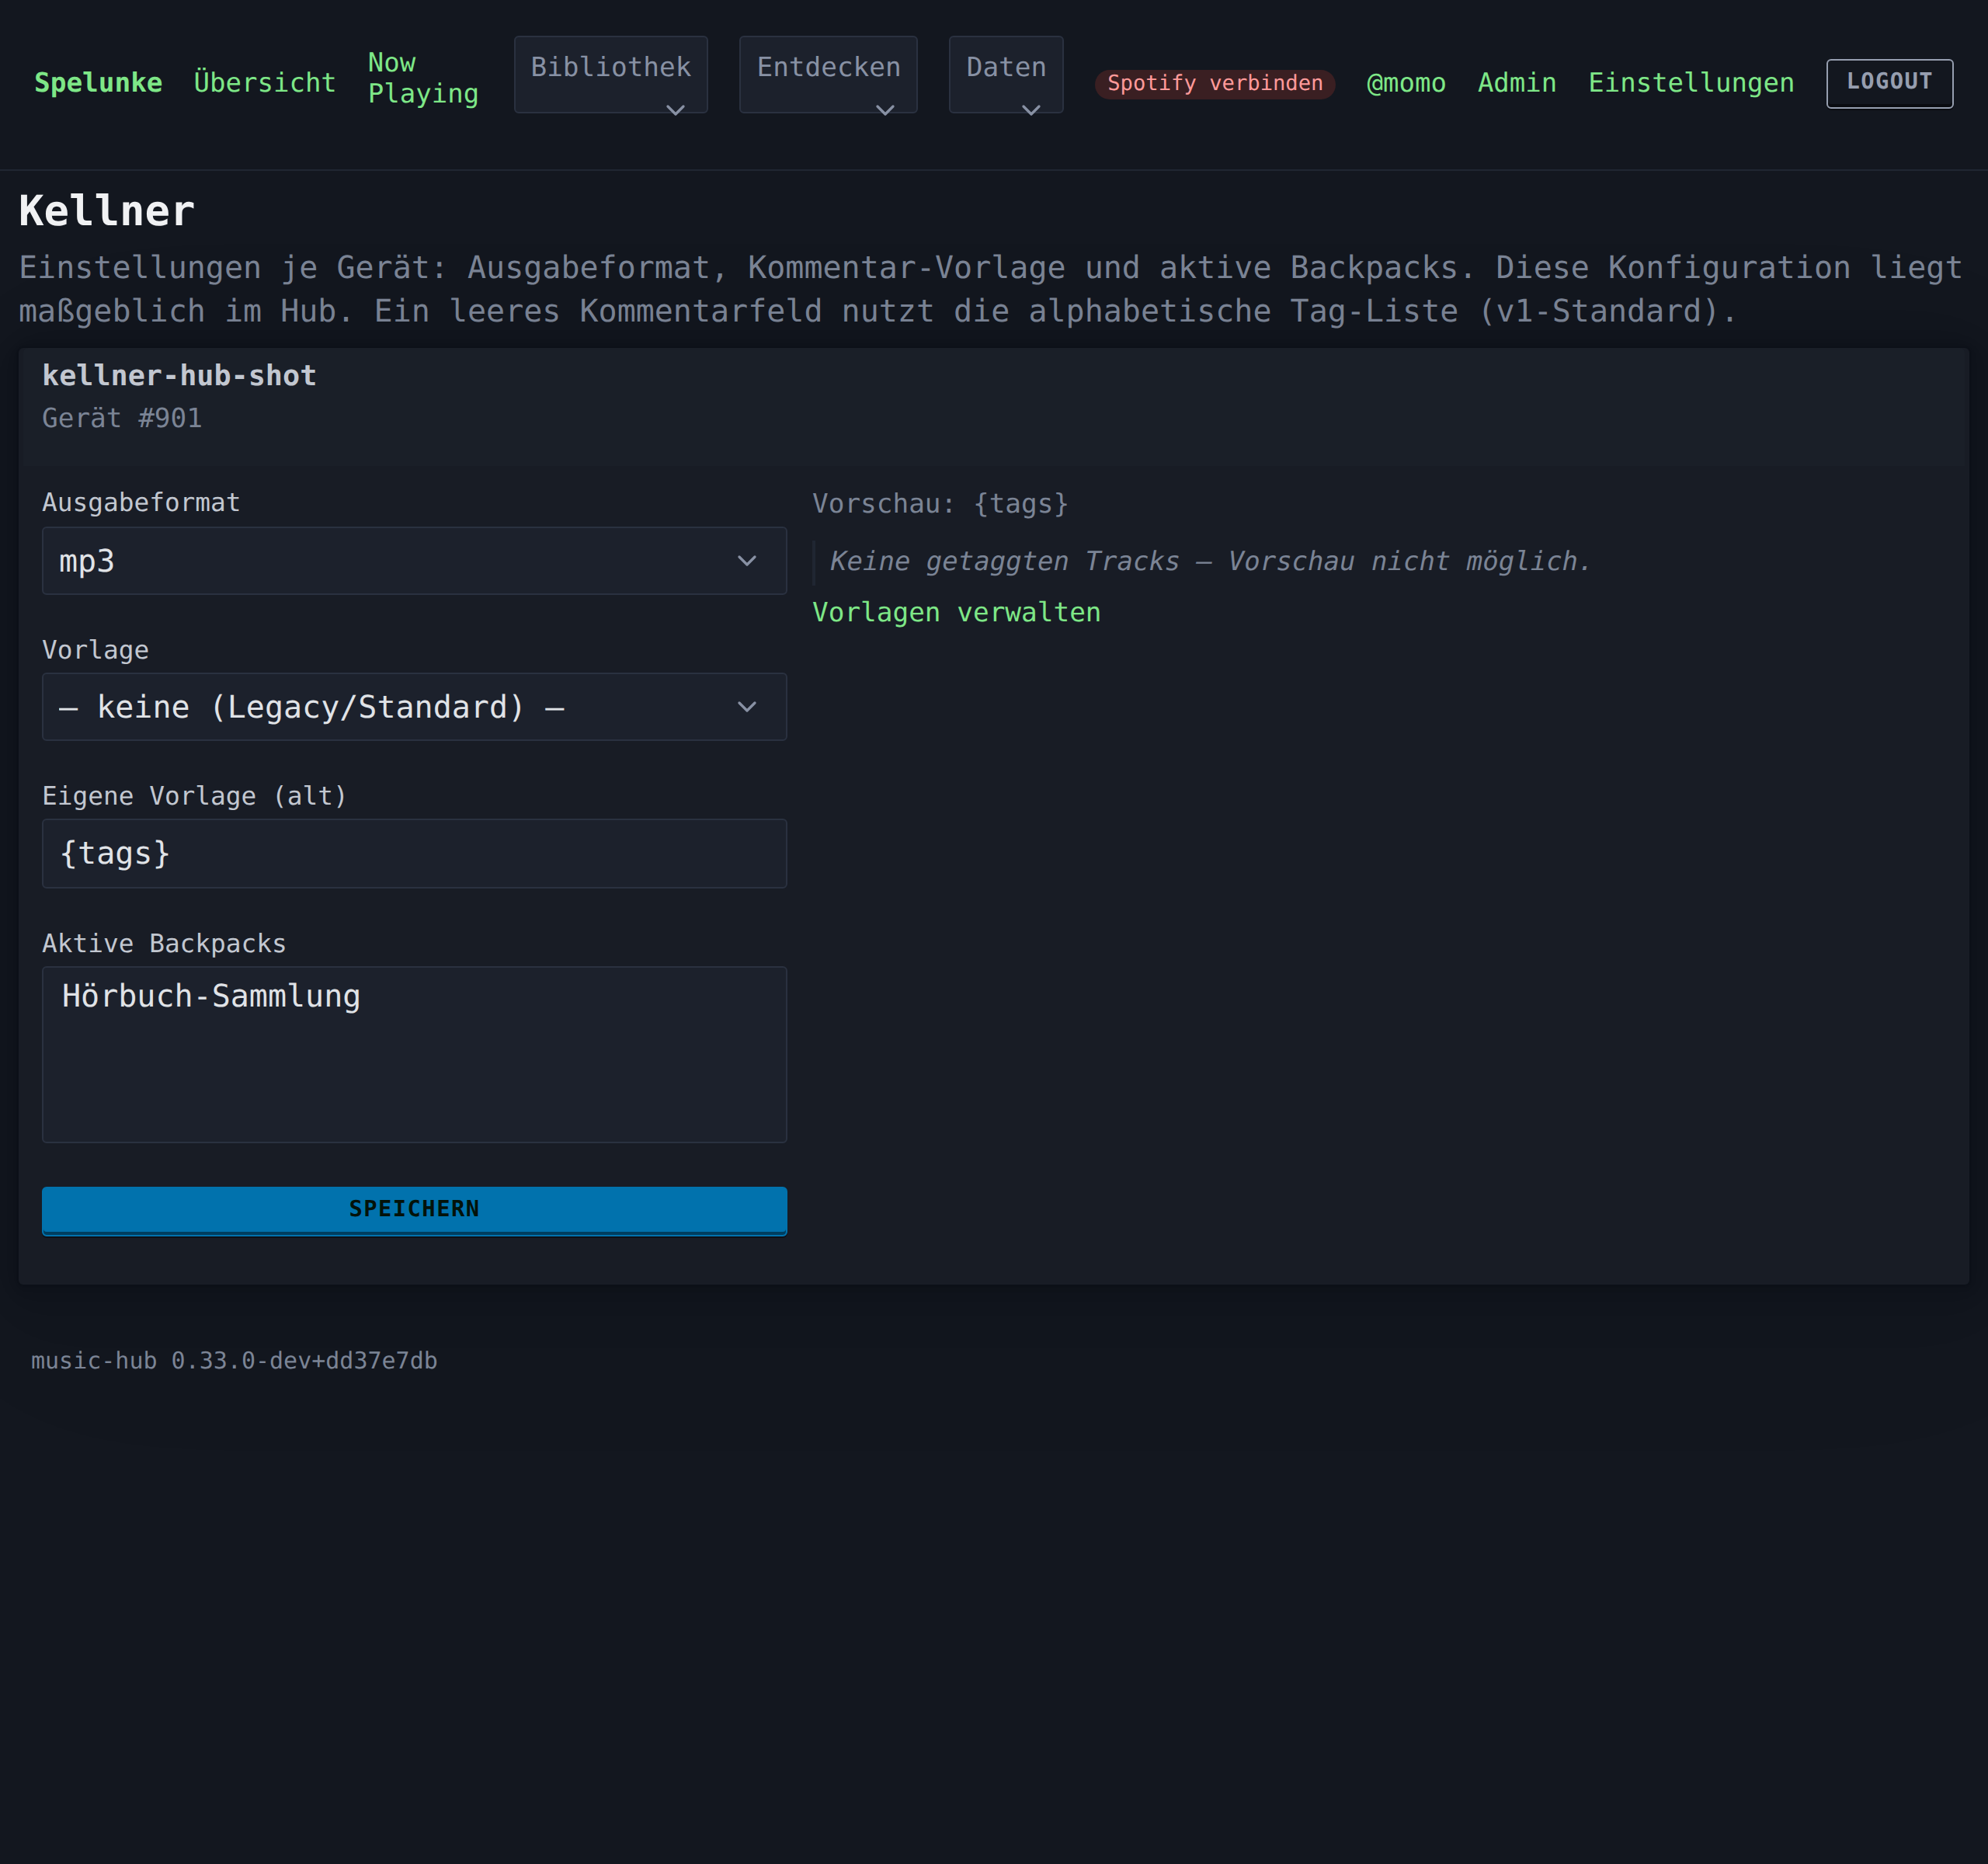 Spelunke Übersicht Now Playing Bibliothek Entdecken Daten Spotify verbinden @momo Admin Einstellungen LOGOUT
Kellner
Einstellungen je Gerät: Ausgabeformat, Kommentar-Vorlage und aktive Backpacks. Diese Konfiguration liegt
maßgeblich im Hub. Ein leeres Kommentarfeld nutzt die alphabetische Tag-Liste (v1-Standard).
kellner-hub-shot
Gerät #901
Ausgabeformat
mp3
Vorlage
— keine (Legacy/Standard) —
Eigene Vorlage (alt)
{tags}
Aktive Backpacks
Hörbuch-Sammlung
SPEICHERN
Vorschau: {tags}
Keine getaggten Tracks — Vorschau nicht möglich.
Vorlagen verwalten
music-hub 0.33.0-dev+dd37e7db